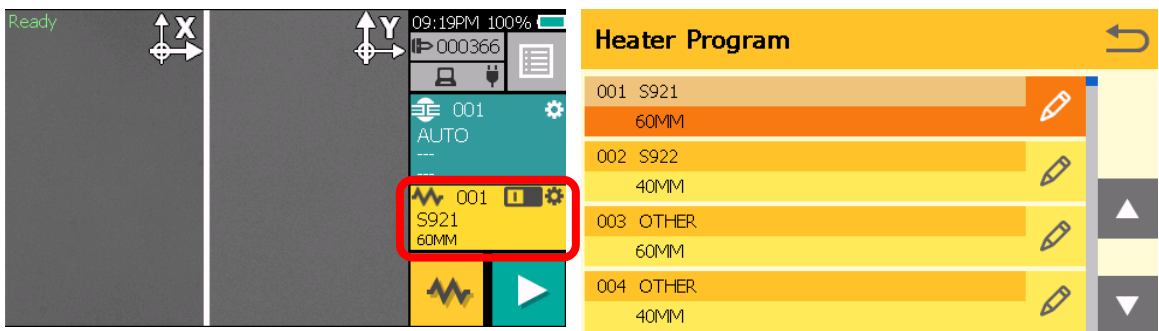 Ready
X
Y
09:19PM 100%
000366
001
AUTO
---
---
001
S921
60MM
Heater Program
001 S921
60MM
002 S922
40MM
003 OTHER
60MM
004 OTHER
40MM